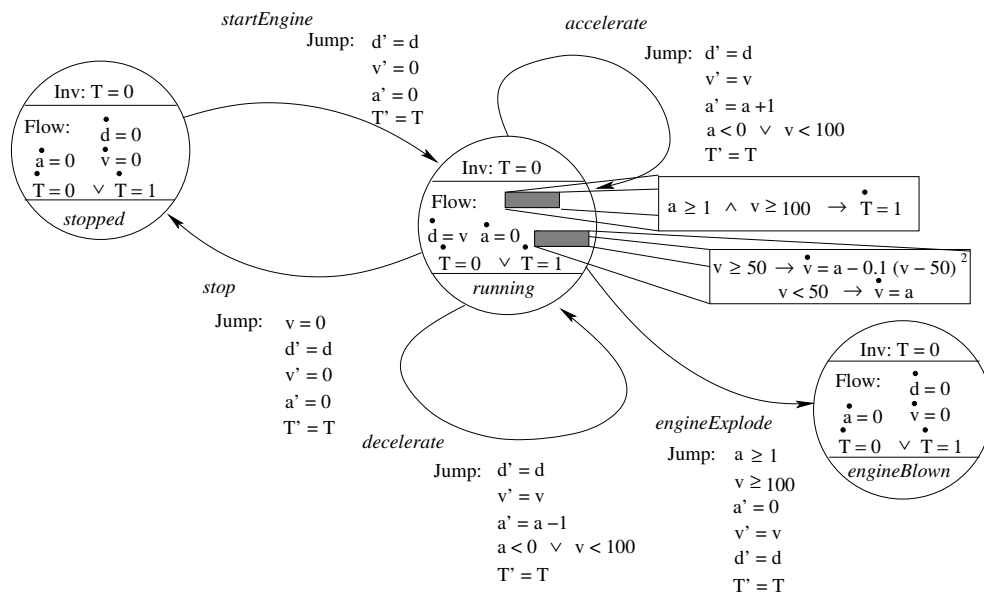 startEngine
Jump: d' = d
v' = 0
a' = 0
T' = T
accelerate
Jump: d' = d
v' = v
a' = a +1
a < 0 ∨ v < 100
T' = T
Inv: T = 0
Flow: ḋ = 0
ȧ = 0 v̇ = 0
Ṫ = 0 ∨ Ṫ = 1
stopped
Inv: T = 0
Flow:
ḋ = v ȧ = 0
Ṫ = 0 ∨ Ṫ = 1
running
a ≥ 1 ∧ v ≥ 100 → Ṫ = 1
v ≥ 50 → v̇ = a − 0.1 (v − 50)²
v < 50 → v̇ = a
stop
Jump: v = 0
d' = d
v' = 0
a' = 0
T' = T
decelerate
Jump: d' = d
v' = v
a' = a −1
a < 0 ∨ v < 100
T' = T
engineExplode
Jump: a ≥ 1
v ≥ 100
a' = 0
v' = v
d' = d
T' = T
Inv: T = 0
Flow: ḋ = 0
ȧ = 0 v̇ = 0
Ṫ = 0 ∨ Ṫ = 1
engineBlown